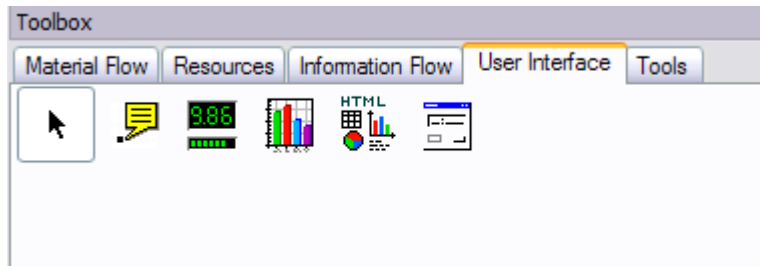 Toolbox
Material Flow Resources Information Flow User Interface Tools
9.86 HTML